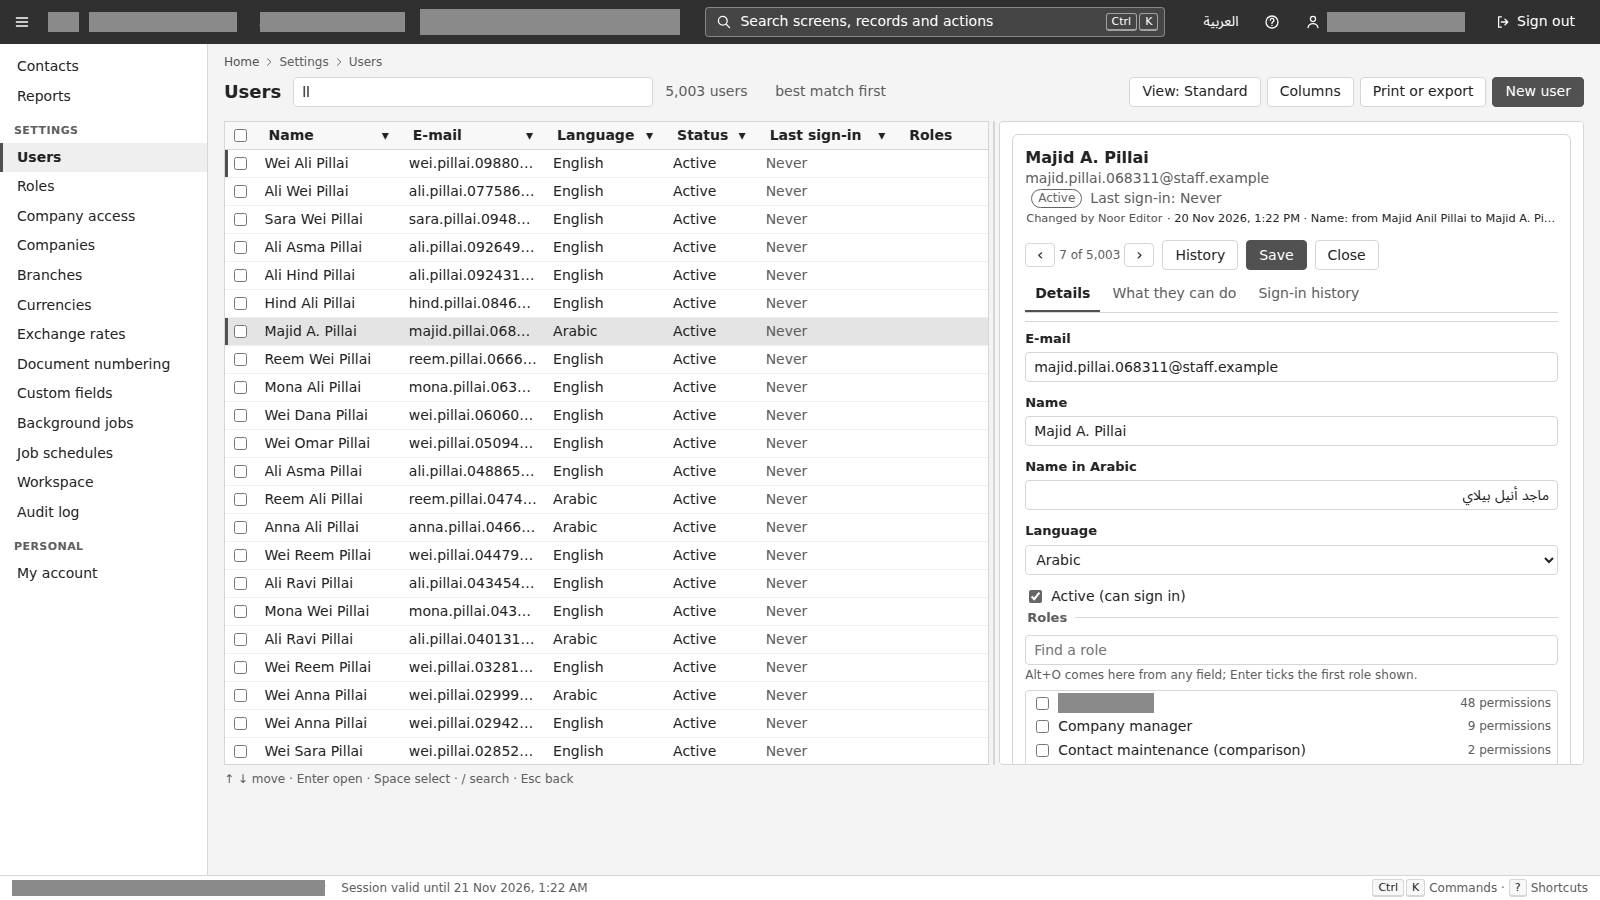 Search screens, records and actions Ctrl K العربية Sign out
Contacts
Reports
SETTINGS
Users
Roles
Company access
Companies
Branches
Currencies
Exchange rates
Document numbering
Custom fields
Background jobs
Job schedules
Workspace
Audit log
PERSONAL
My account
Home > Settings > Users
Users ll 5,003 users best match first View: Standard Columns Print or export New user
Name ▼ E-mail ▼ Language ▼ Status ▼ Last sign-in ▼ Roles
Wei Ali Pillai wei.pillai.09880… English Active Never
Ali Wei Pillai ali.pillai.077586… English Active Never
Sara Wei Pillai sara.pillai.0948… English Active Never
Ali Asma Pillai ali.pillai.092649… English Active Never
Ali Hind Pillai ali.pillai.092431… English Active Never
Hind Ali Pillai hind.pillai.0846… English Active Never
Majid A. Pillai majid.pillai.068… Arabic Active Never
Reem Wei Pillai reem.pillai.0666… English Active Never
Mona Ali Pillai mona.pillai.063… English Active Never
Wei Dana Pillai wei.pillai.06060… English Active Never
Wei Omar Pillai wei.pillai.05094… English Active Never
Ali Asma Pillai ali.pillai.048865… English Active Never
Reem Ali Pillai reem.pillai.0474… Arabic Active Never
Anna Ali Pillai anna.pillai.0466… Arabic Active Never
Wei Reem Pillai wei.pillai.04479… English Active Never
Ali Ravi Pillai ali.pillai.043454… English Active Never
Mona Wei Pillai mona.pillai.043… English Active Never
Ali Ravi Pillai ali.pillai.040131… Arabic Active Never
Wei Reem Pillai wei.pillai.03281… English Active Never
Wei Anna Pillai wei.pillai.02999… Arabic Active Never
Wei Anna Pillai wei.pillai.02942… English Active Never
Wei Sara Pillai wei.pillai.02852… English Active Never
↑ ↓ move · Enter open · Space select · / search · Esc back
Majid A. Pillai
majid.pillai.068311@staff.example
Active Last sign-in: Never
Changed by Noor Editor · 20 Nov 2026, 1:22 PM · Name: from Majid Anil Pillai to Majid A. Pi…
‹ 7 of 5,003 › History Save Close
Details What they can do Sign-in history
E-mail
majid.pillai.068311@staff.example
Name
Majid A. Pillai
Name in Arabic
ماجد أنيل بيلاي
Language
Arabic
Active (can sign in)
Roles
Find a role
Alt+O comes here from any field; Enter ticks the first role shown.
48 permissions
Company manager 9 permissions
Contact maintenance (comparison) 2 permissions
Session valid until 21 Nov 2026, 1:22 AM Ctrl K Commands · ? Shortcuts